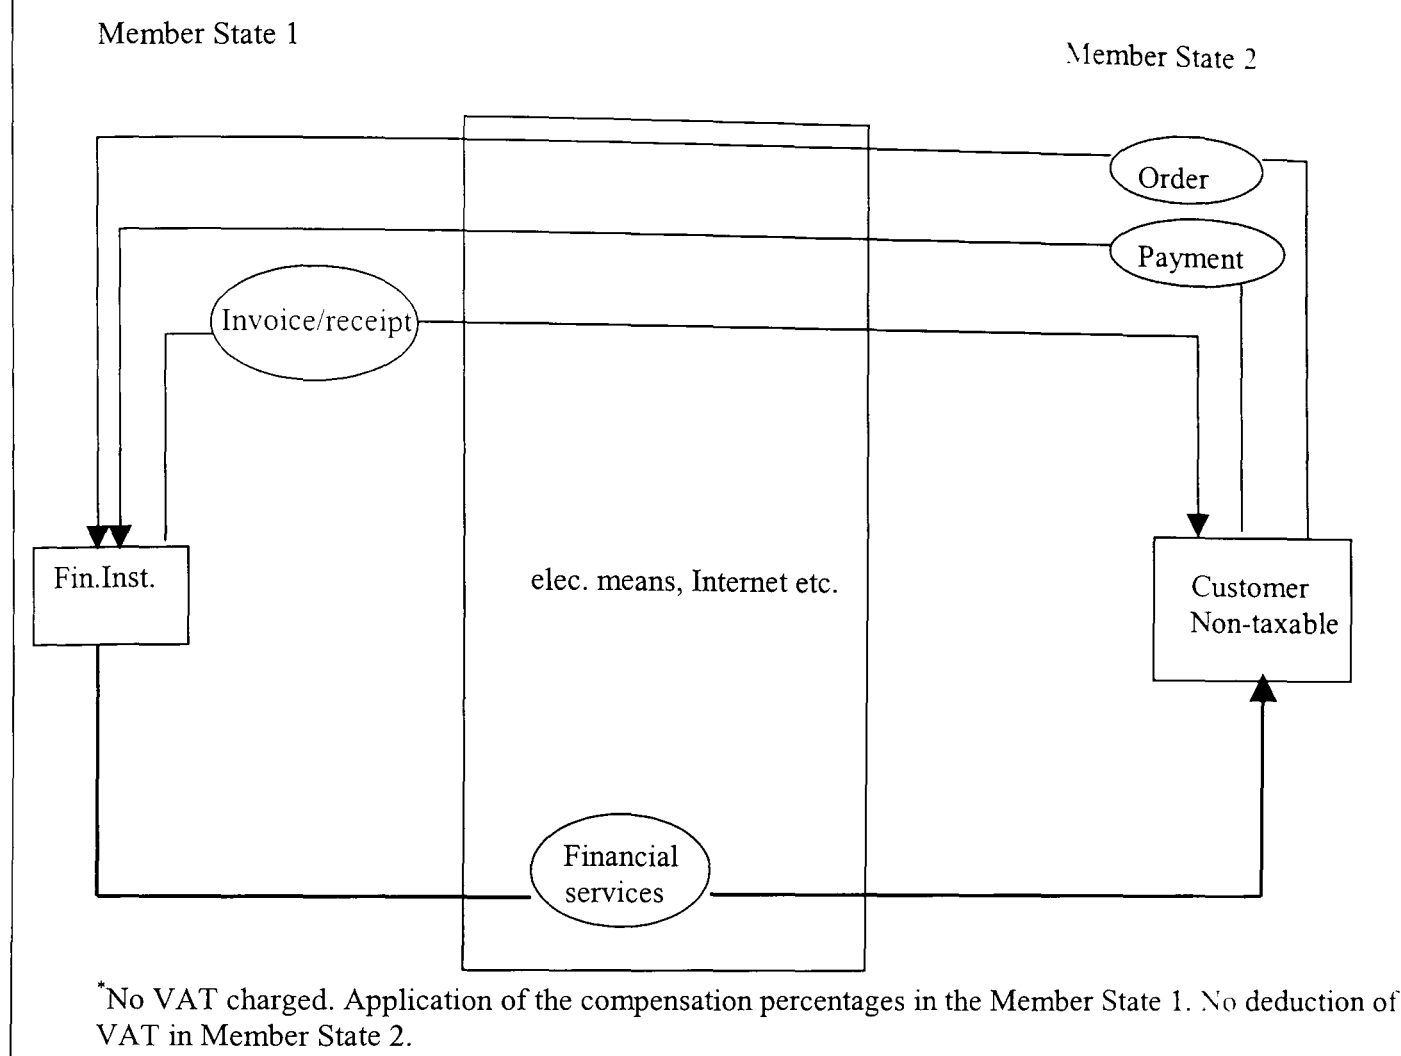 Member State 1
Member State 2
Order
Payment
Invoice/receipt
Fin.Inst.
elec. means, Internet etc.
Customer
Non-taxable
Financial
services
*No VAT charged. Application of the compensation percentages in the Member State 1. No deduction of
VAT in Member State 2.